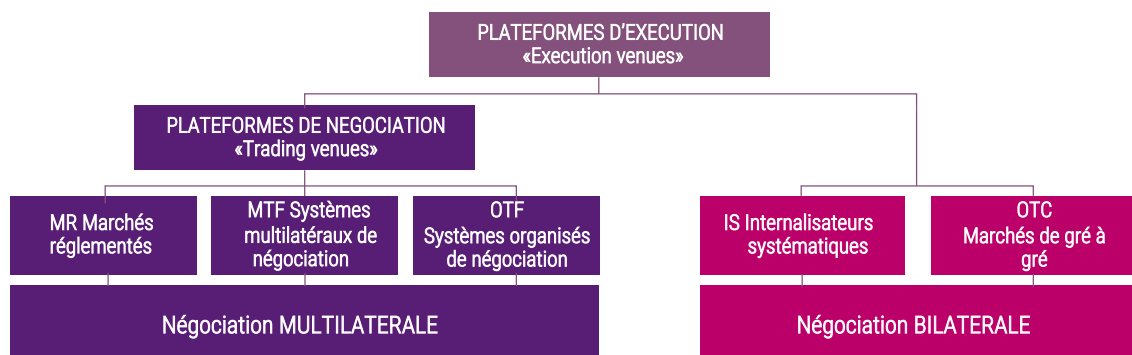 PLATEFORMES D'EXECUTION
«Execution venues»
PLATEFORMES DE NEGOCIATION
«Trading venues»
MR Marchés
réglementés
MTF Systèmes
multilatéraux de
négociation
OTF
Systèmes organisés
de négociation
IS Internalisateurs
systématiques
OTC
Marchés de gré à
gré
Négociation MULTILATERALE
Négociation BILATERALE